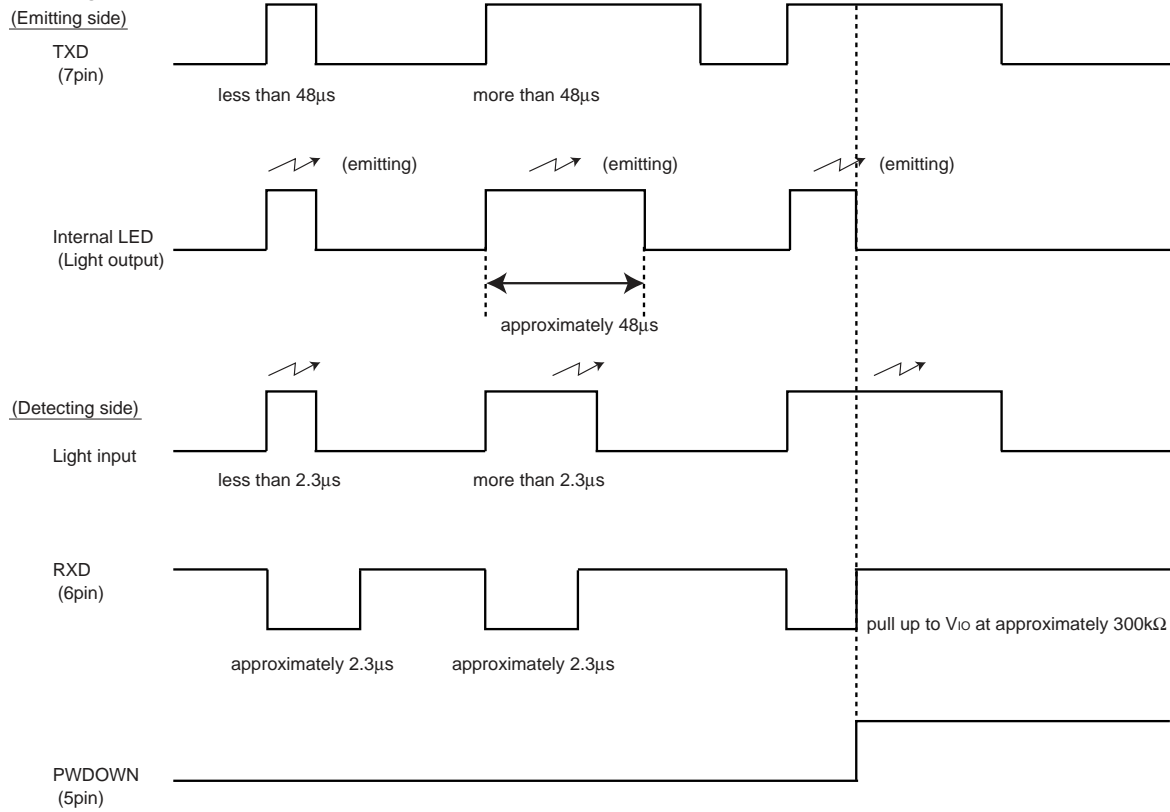 (Emitting side)
TXD
(7pin)
less than 48μs
more than 48μs
(emitting)
(emitting)
(emitting)
Internal LED
(Light output)
approximately 48μs
(Detecting side)
Light input
less than 2.3μs
more than 2.3μs
RXD
(6pin)
pull up to VIO at approximately 300kΩ
approximately 2.3μs
approximately 2.3μs
PWDOWN
(5pin)